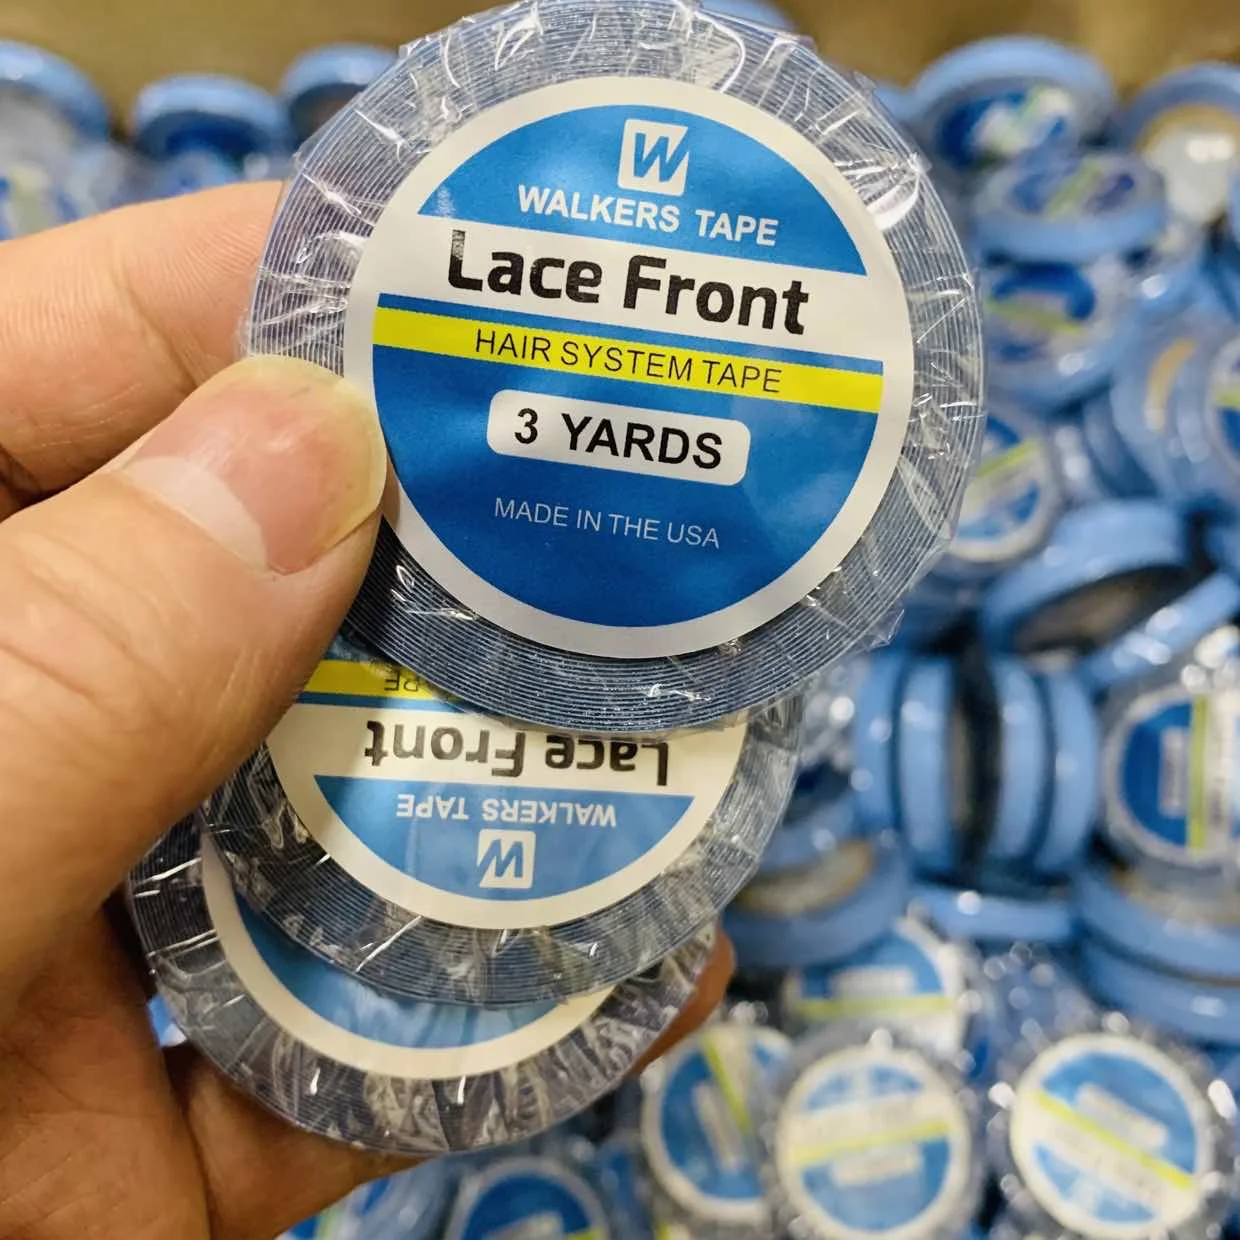 W
WALKERS TAPE
Lace Front
HAIR SYSTEM TAPE
3 YARDS
MADE IN THE USA
Lace Front
WALKERS TAPE
W